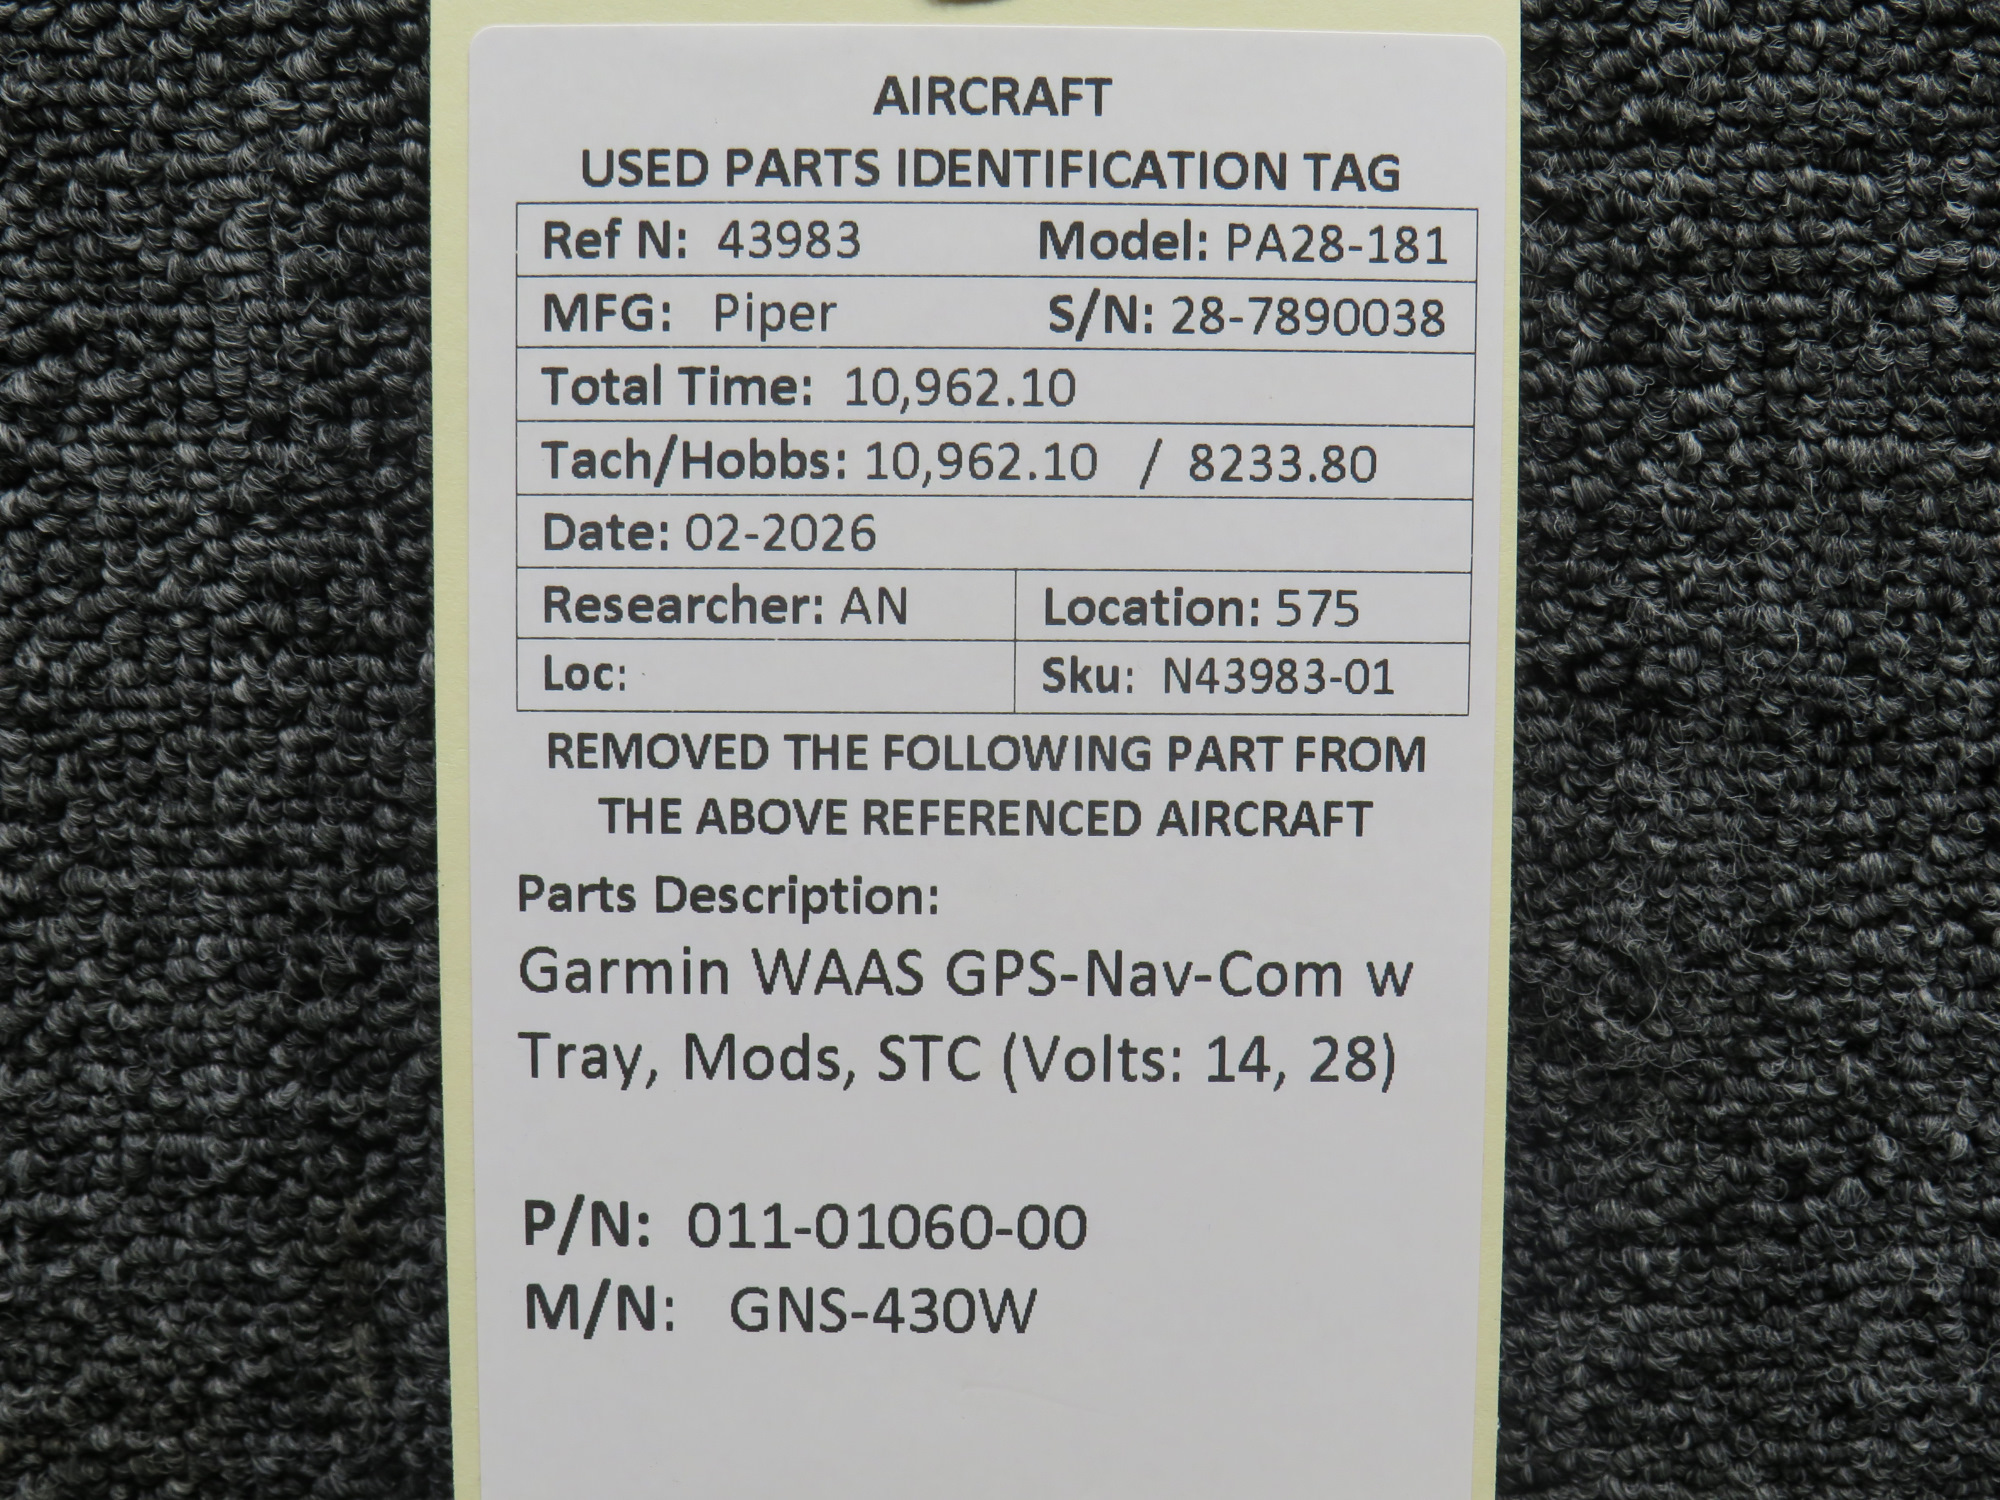 AIRCRAFT
USED PARTS IDENTIFICATION TAG
Ref N: 43983 Model: PA28-181
MFG: Piper S/N: 28-7890038
Total Time: 10,962.10
Tach/Hobbs: 10,962.10 / 8233.80
Date: 02-2026
Researcher: AN Location: 575
Loc: Sku: N43983-01
REMOVED THE FOLLOWING PART FROM
THE ABOVE REFERENCED AIRCRAFT
Parts Description:
Garmin WAAS GPS-Nav-Com w
Tray, Mods, STC (Volts: 14, 28)
P/N: 011-01060-00
M/N: GNS-430W